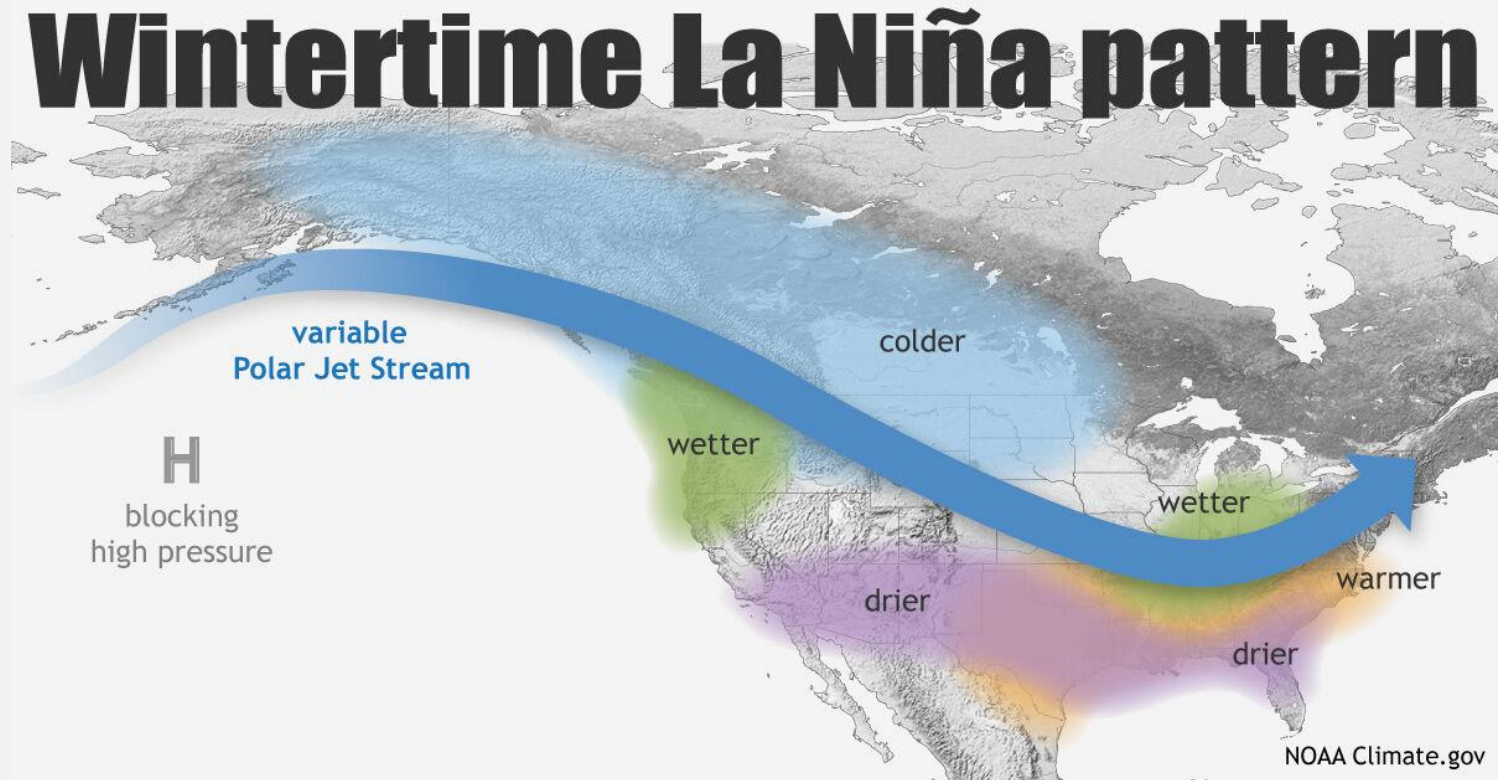 Wintertime La Niña pattern
variable
Polar Jet Stream
colder
wetter
H
blocking
high pressure
wetter
warmer
drier
drier
NOAA Climate.gov